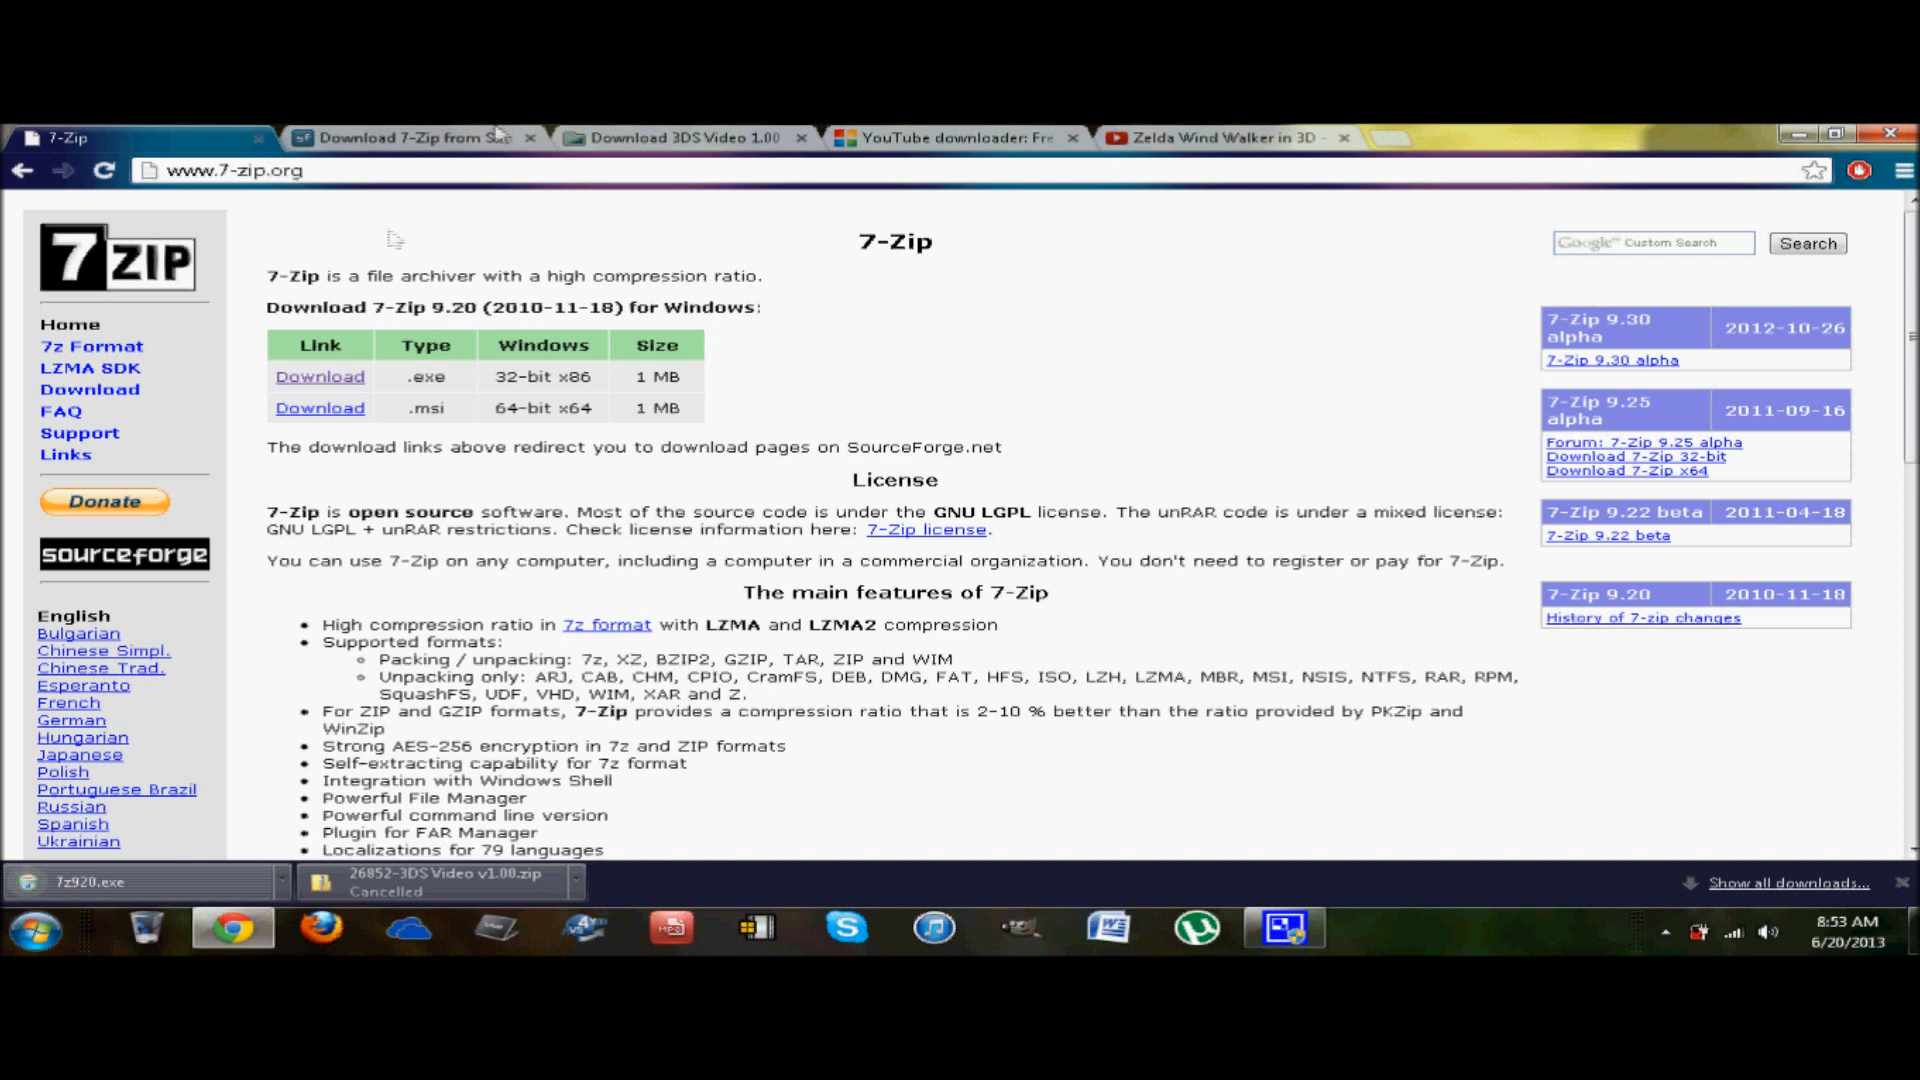 7-Zip
Download 7-Zip from
Download 3DS Video 1.00
YouTube downloader: Fre
Zelda Wind Walker in 3D -
www.7-zip.org
7ZIP
Home
7z Format
LZMA SDK
Download
FAQ
Support
Links
Donate
sourceforge
English
Bulgarian
Chinese Simpl.
Chinese Trad.
Esperanto
French
German
Hungarian
Japanese
Polish
Portuguese Brazil
Russian
Spanish
Ukrainian
7-Zip
7-Zip is a file archiver with a high compression ratio.
Download 7-Zip 9.20 (2010-11-18) for Windows:
Link Type Windows Size
Download .exe 32-bit x86 1 MB
Download .msi 64-bit x64 1 MB
The download links above redirect you to download pages on SourceForge.net
License
7-Zip is open source software. Most of the source code is under the GNU LGPL license. The unRAR code is under a mixed license:
GNU LGPL + unRAR restrictions. Check license information here: 7-Zip license.
You can use 7-Zip on any computer, including a computer in a commercial organization. You don't need to register or pay for 7-Zip.
The main features of 7-Zip
High compression ratio in 7z format with LZMA and LZMA2 compression
Supported formats:
Packing / unpacking: 7z, XZ, BZIP2, GZIP, TAR, ZIP and WIM
Unpacking only: ARJ, CAB, CHM, CPIO, CramFS, DEB, DMG, FAT, HFS, ISO, LZH, LZMA, MBR, MSI, NSIS, NTFS, RAR, RPM,
SquashFS, UDF, VHD, WIM, XAR and Z.
For ZIP and GZIP formats, 7-Zip provides a compression ratio that is 2-10 % better than the ratio provided by PKZip and
WinZip
Strong AES-256 encryption in 7z and ZIP formats
Self-extracting capability for 7z format
Integration with Windows Shell
Powerful File Manager
Powerful command line version
Plugin for FAR Manager
Localizations for 79 languages
Google™ Custom Search
Search
7-Zip 9.30
alpha
2012-10-26
7-Zip 9.30 alpha
7-Zip 9.25
alpha
2011-09-16
Forum: 7-Zip 9.25 alpha
Download 7-Zip 32-bit
Download 7-Zip x64
7-Zip 9.22 beta 2011-04-18
7-Zip 9.22 beta
7-Zip 9.20 2010-11-18
History of 7-zip changes
7z920.exe
26852-3DS Video v1.00.zip
Cancelled
Show all downloads...
MP3
8:53 AM
6/20/2013